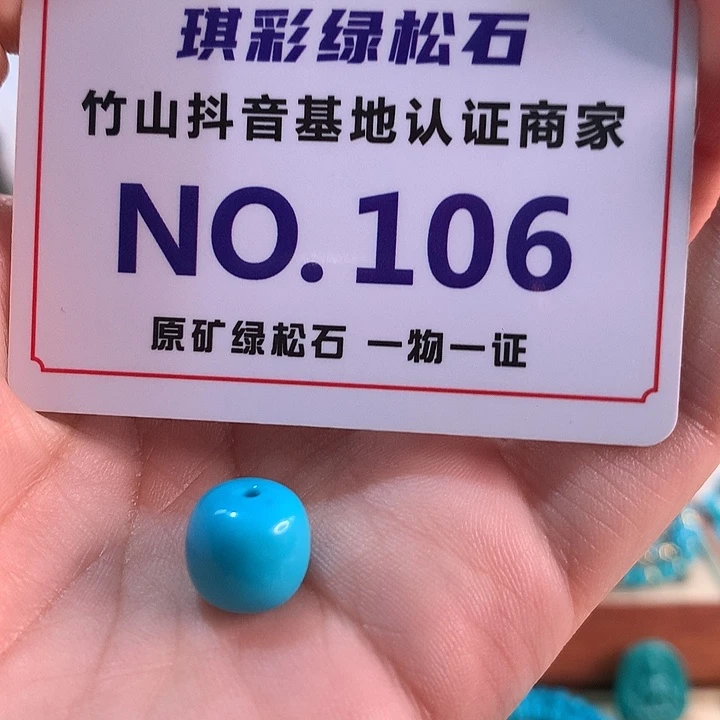 琪彩绿松石
竹山抖音基地认证商家
NO.106
原矿绿松石 一物一证